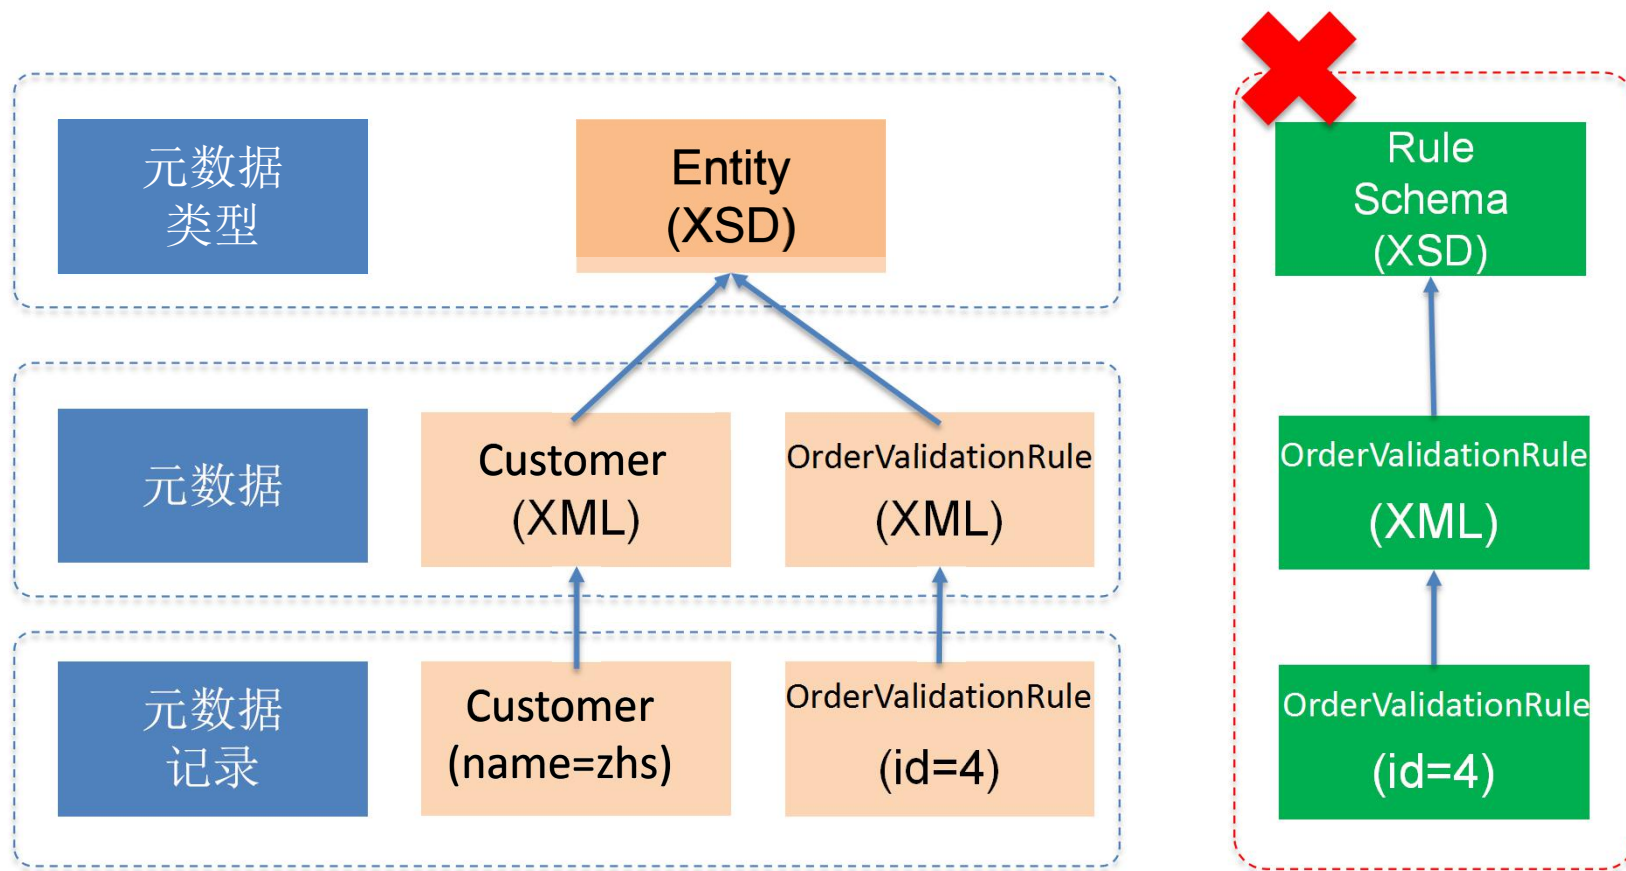 元数据
类型
Entity
(XSD)
Rule
Schema
(XSD)
元数据
Customer
(XML)
OrderValidationRule
(XML)
OrderValidationRule
(XML)
元数据
记录
Customer
(name=zhs)
OrderValidationRule
(id=4)
OrderValidationRule
(id=4)